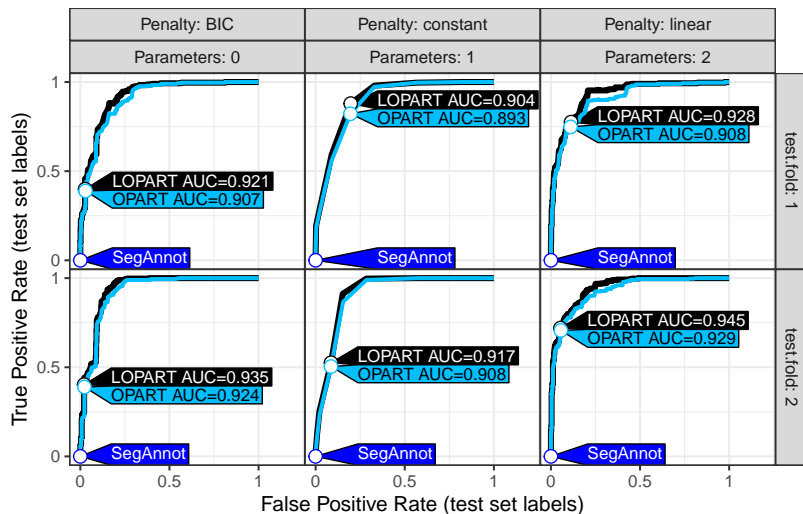 Penalty: BIC
Penalty: constant
Penalty: linear
Parameters: 0
Parameters: 1
Parameters: 2
True Positive Rate (test set labels)
1
0.5
0
LOPART AUC=0.921
OPART AUC=0.907
SegAnnot
LOPART AUC=0.904
OPART AUC=0.893
SegAnnot
LOPART AUC=0.928
OPART AUC=0.908
SegAnnot
test.fold: 1
1
0.5
0
LOPART AUC=0.935
OPART AUC=0.924
SegAnnot
LOPART AUC=0.917
OPART AUC=0.908
SegAnnot
LOPART AUC=0.945
OPART AUC=0.929
SegAnnot
test.fold: 2
0 0.5 1
0 0.5 1
0 0.5 1
False Positive Rate (test set labels)